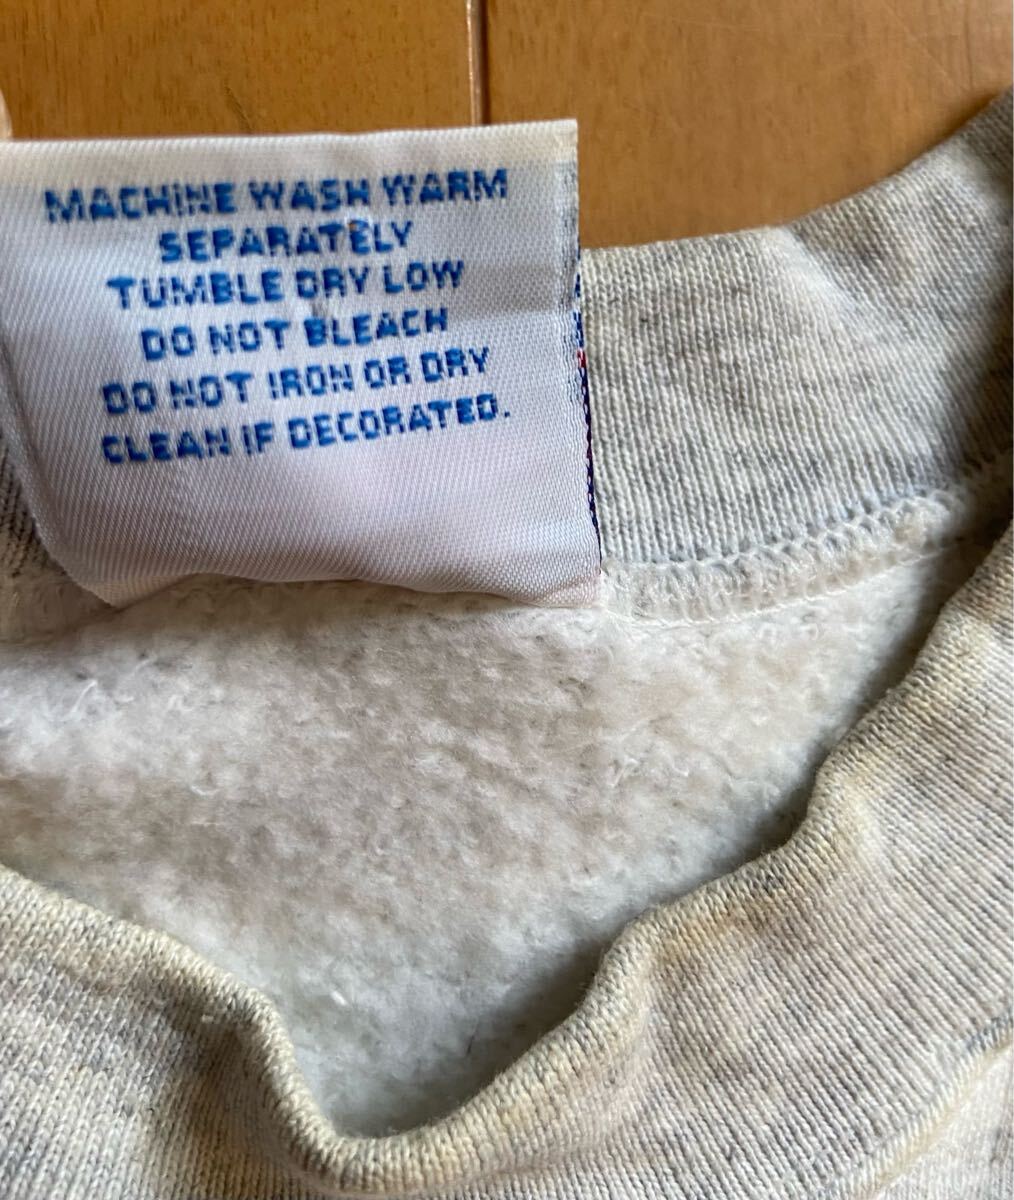 MACHINE WASH WARM
SEPARATELY
TUMBLE DRY LOW
DO NOT BLEACH
DO NOT IRON OR DRY
CLEAN IF DECORATED.